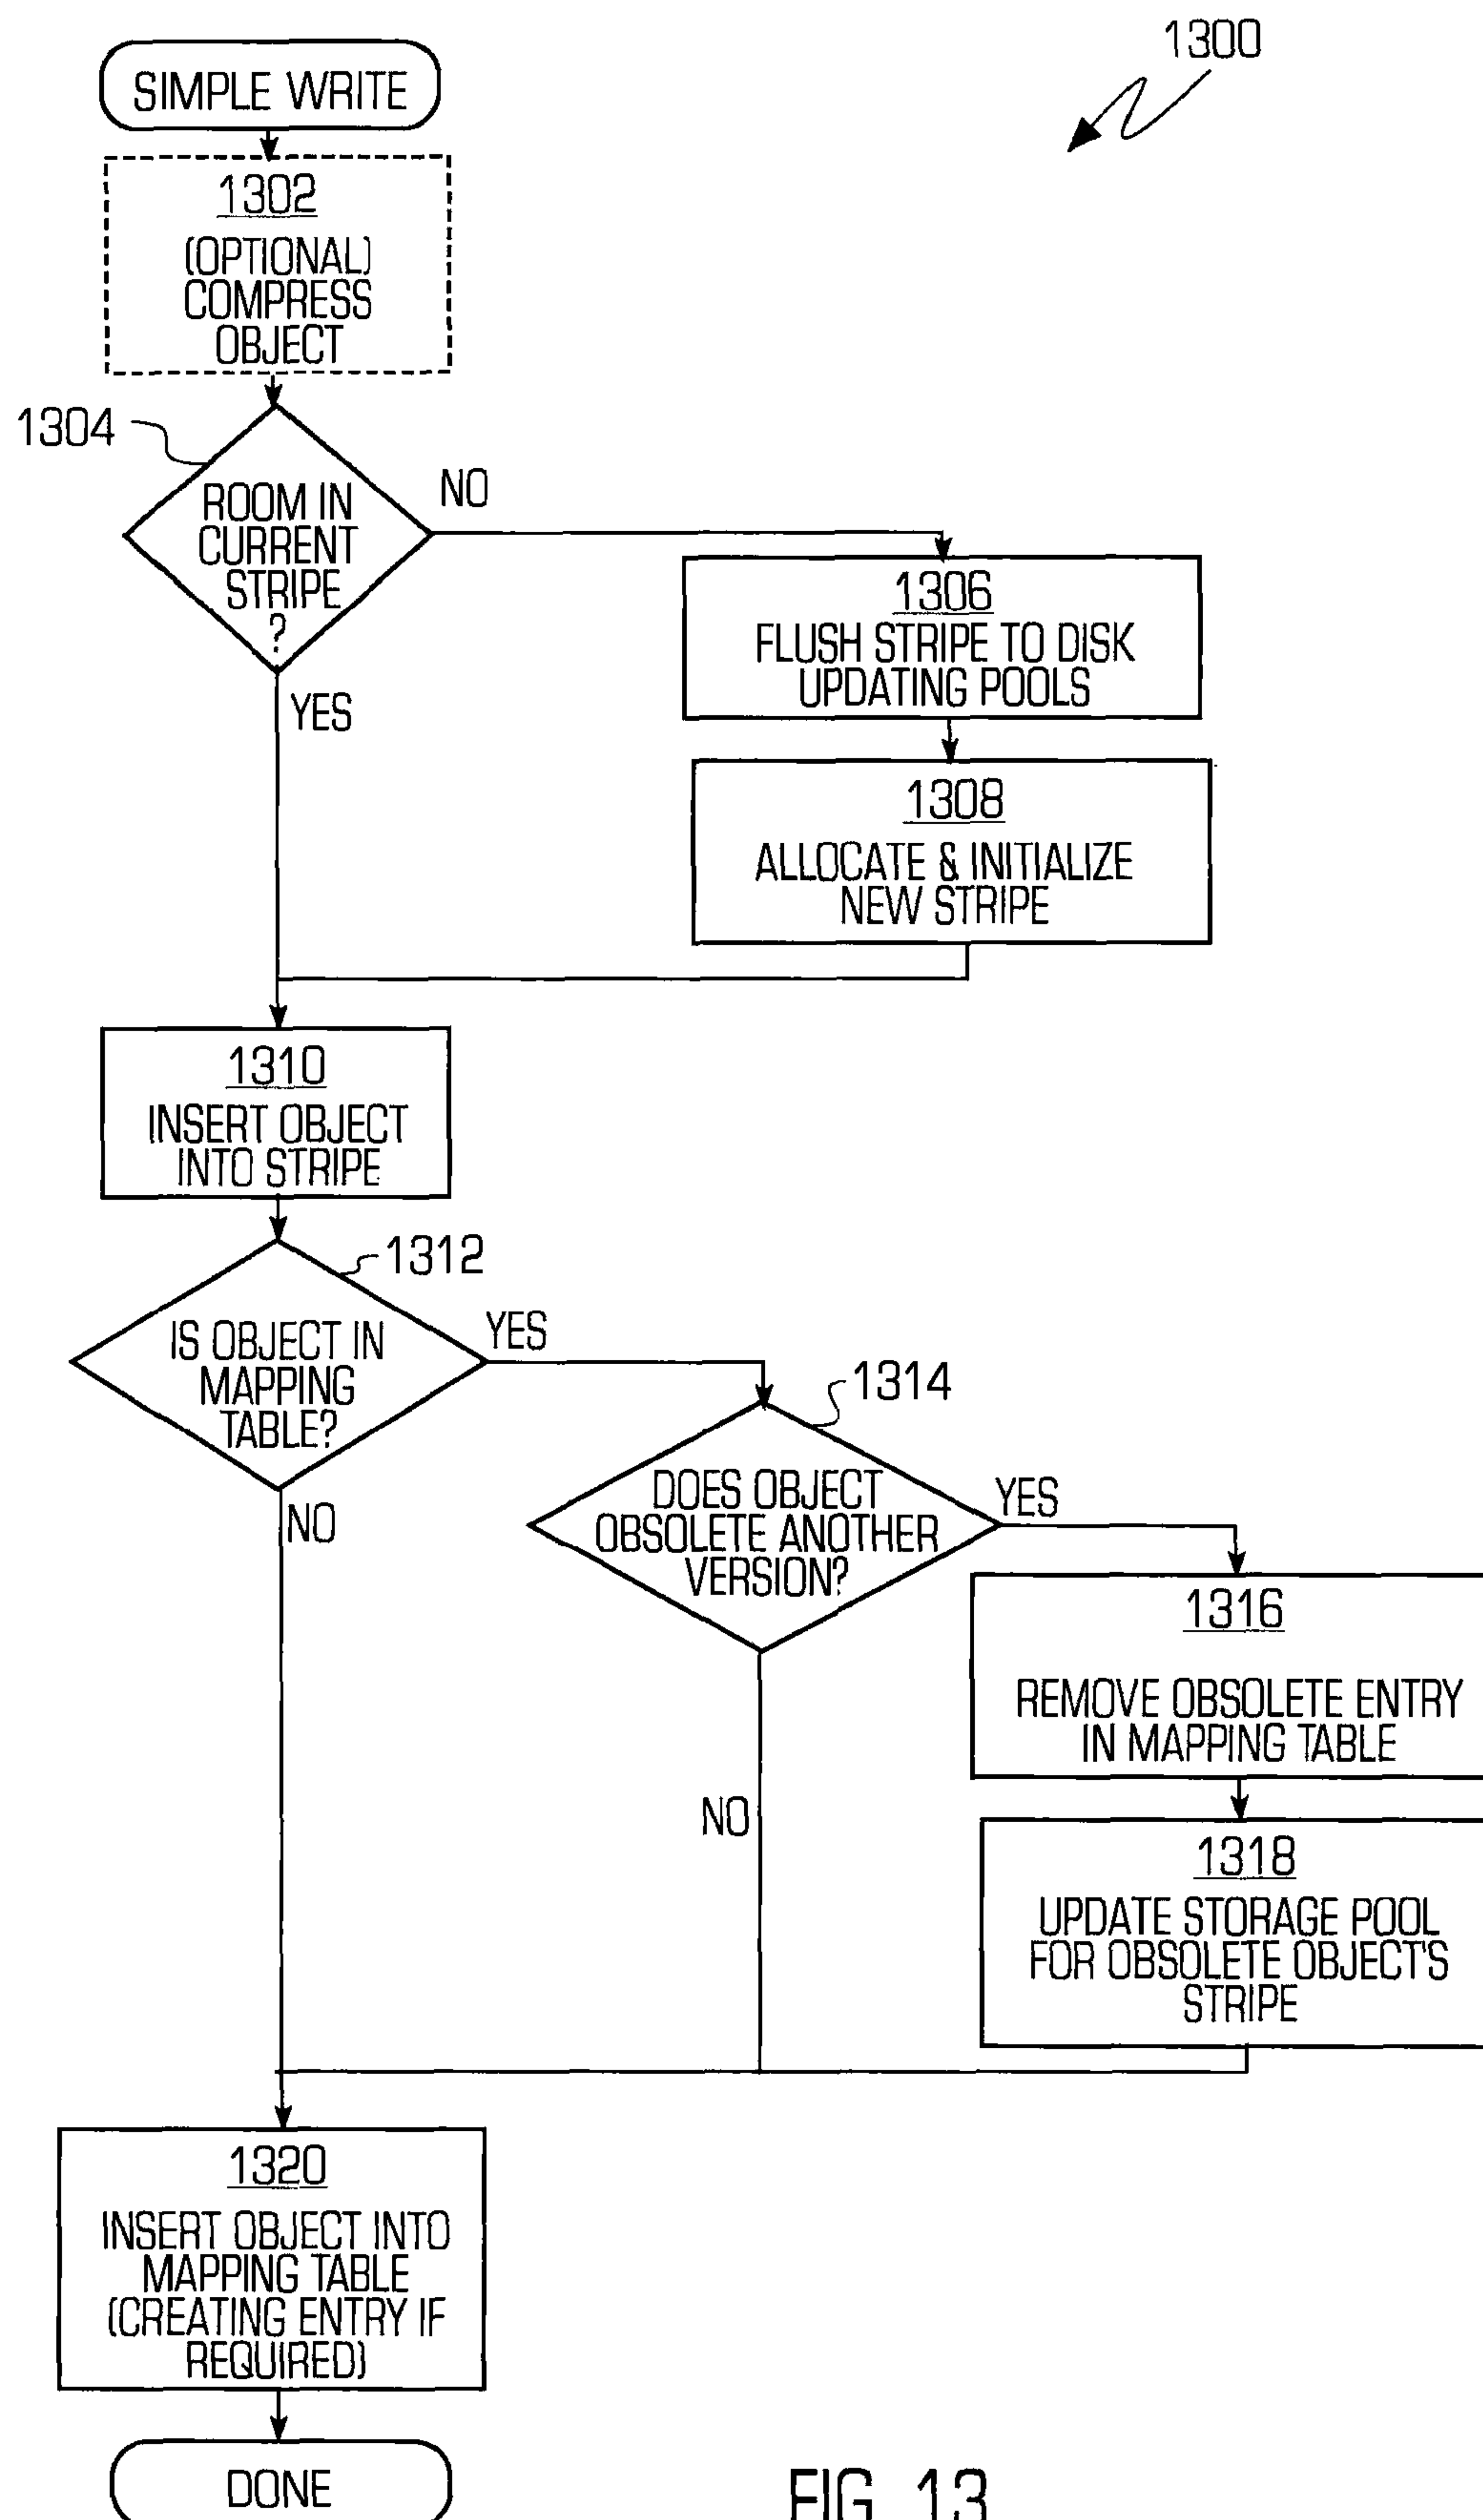 1300
SIMPLE WRITE
1302
(OPTIONAL)
COMPRESS
OBJECT
1304
ROOM IN
CURRENT
STRIPE
?
NO
YES
1306
FLUSH STRIPE TO DISK
UPDATING POOLS
1308
ALLOCATE & INITIALIZE
NEW STRIPE
1310
INSERT OBJECT
INTO STRIPE
1312
IS OBJECT IN
MAPPING
TABLE?
YES
NO
1314
DOES OBJECT
OBSOLETE ANOTHER
VERSION?
YES
NO
1316
REMOVE OBSOLETE ENTRY
IN MAPPING TABLE
1318
UPDATE STORAGE POOL
FOR OBSOLETE OBJECT'S
STRIPE
1320
INSERT OBJECT INTO
MAPPING TABLE
(CREATING ENTRY IF
REQUIRED)
DONE
FIG. 13